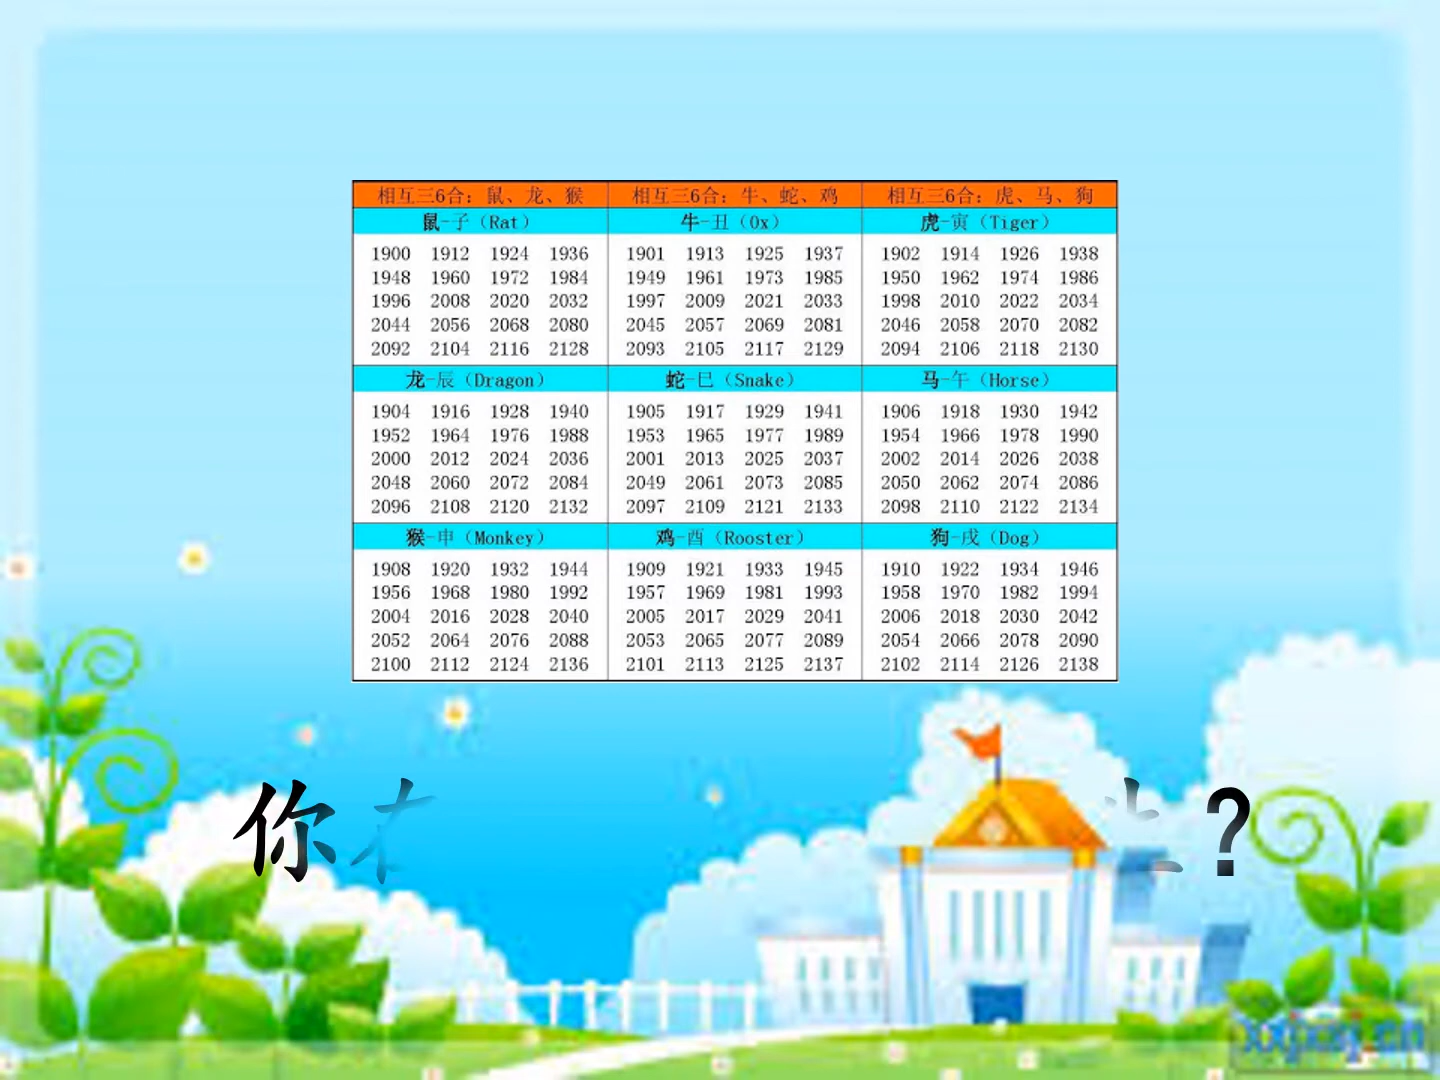 相互三6合：鼠、龙、猴 相互三6合：牛、蛇、鸡 相互三6合：虎、马、狗
鼠-子（Rat） 牛-丑（Ox） 虎-寅（Tiger）
1900 1912 1924 1936 1901 1913 1925 1937 1902 1914 1926 1938
1948 1960 1972 1984 1949 1961 1973 1985 1950 1962 1974 1986
1996 2008 2020 2032 1997 2009 2021 2033 1998 2010 2022 2034
2044 2056 2068 2080 2045 2057 2069 2081 2046 2058 2070 2082
2092 2104 2116 2128 2093 2105 2117 2129 2094 2106 2118 2130
龙-辰（Dragon） 蛇-巳（Snake） 马-午（Horse）
1904 1916 1928 1940 1905 1917 1929 1941 1906 1918 1930 1942
1952 1964 1976 1988 1953 1965 1977 1989 1954 1966 1978 1990
2000 2012 2024 2036 2001 2013 2025 2037 2002 2014 2026 2038
2048 2060 2072 2084 2049 2061 2073 2085 2050 2062 2074 2086
2096 2108 2120 2132 2097 2109 2121 2133 2098 2110 2122 2134
猴-申（Monkey） 鸡-酉（Rooster） 狗-戌（Dog）
1908 1920 1932 1944 1909 1921 1933 1945 1910 1922 1934 1946
1956 1968 1980 1992 1957 1969 1981 1993 1958 1970 1982 1994
2004 2016 2028 2040 2005 2017 2029 2041 2006 2018 2030 2042
2052 2064 2076 2088 2053 2065 2077 2089 2054 2066 2078 2090
2100 2112 2124 2136 2101 2113 2125 2137 2102 2114 2126 2138
你在 ?